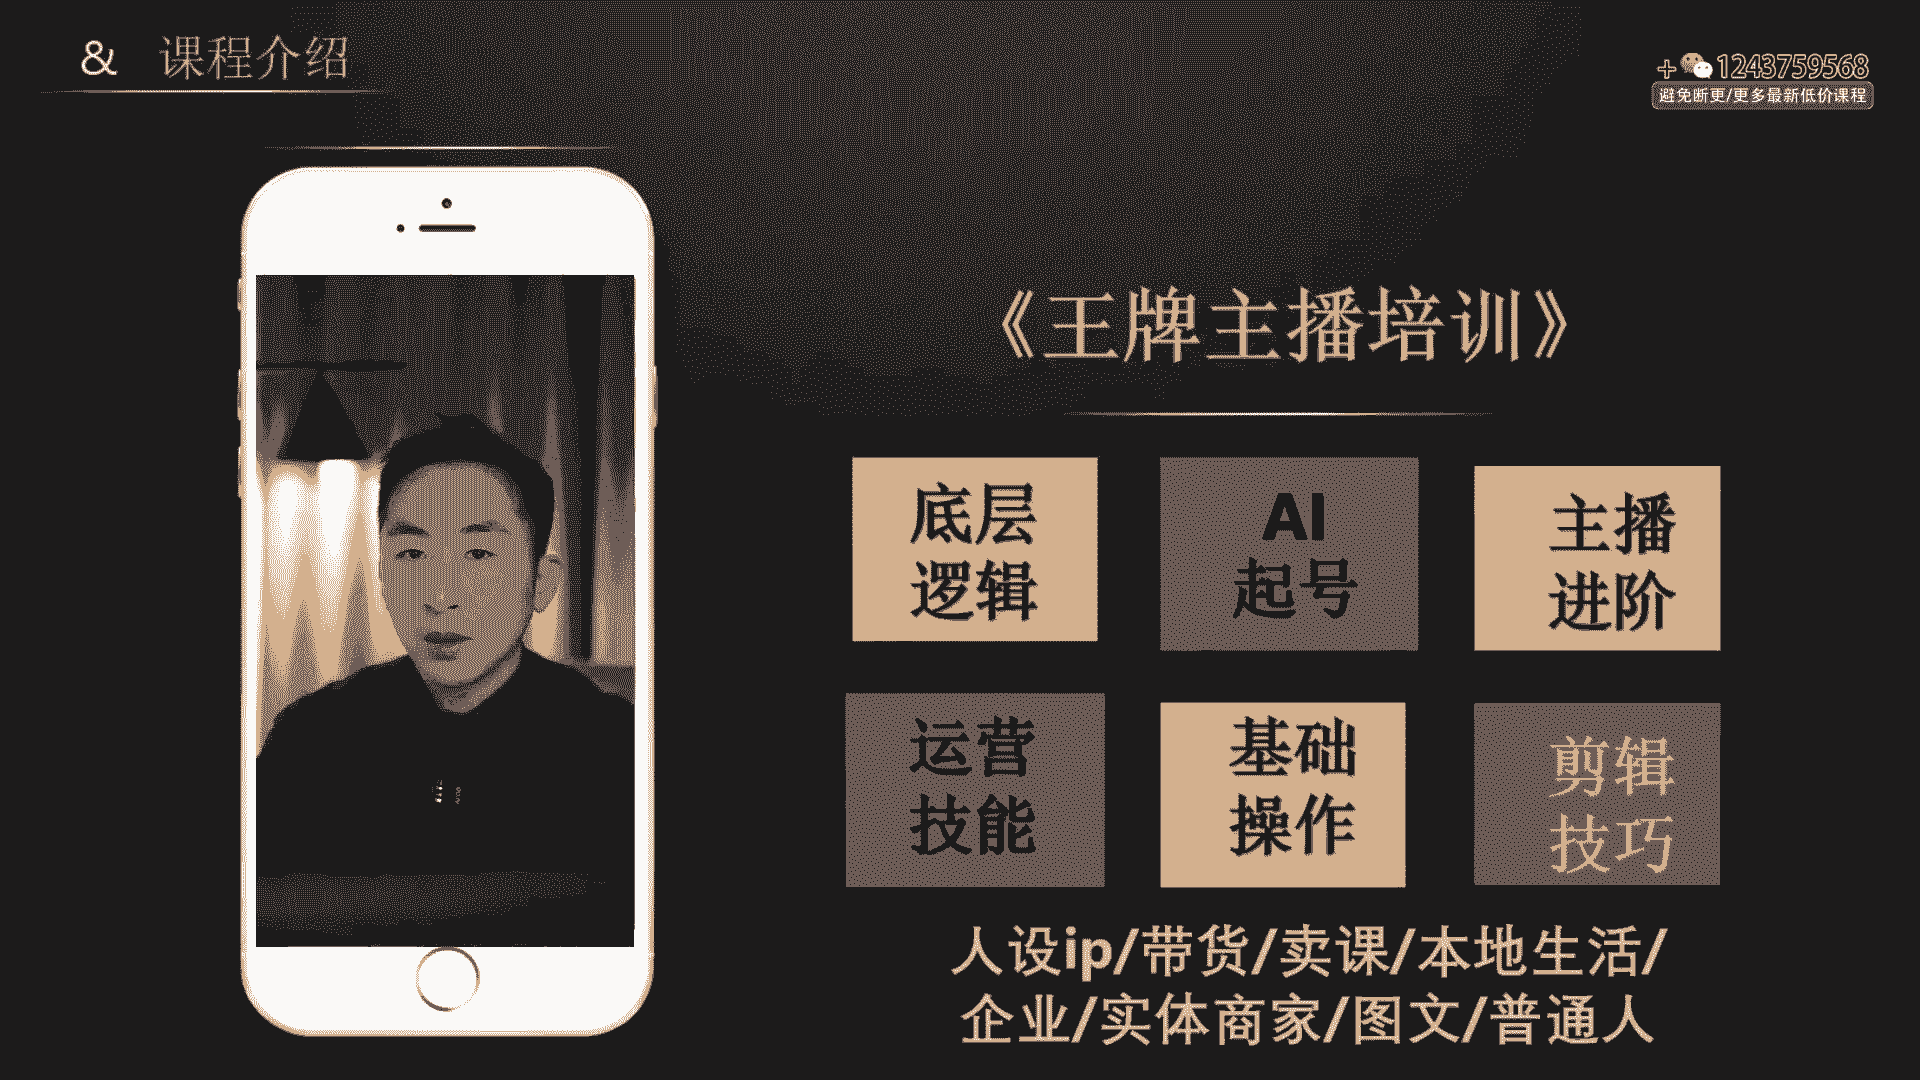 & 课程介绍
+1243759568
避免断更/更多最新低价课程
《王牌主播培训》
底层
逻辑
AI
起号
主播
进阶
运营
技能
基础
操作
剪辑
技巧
人设ip/带货/卖课/本地生活/
企业/实体商家/图文/普通人